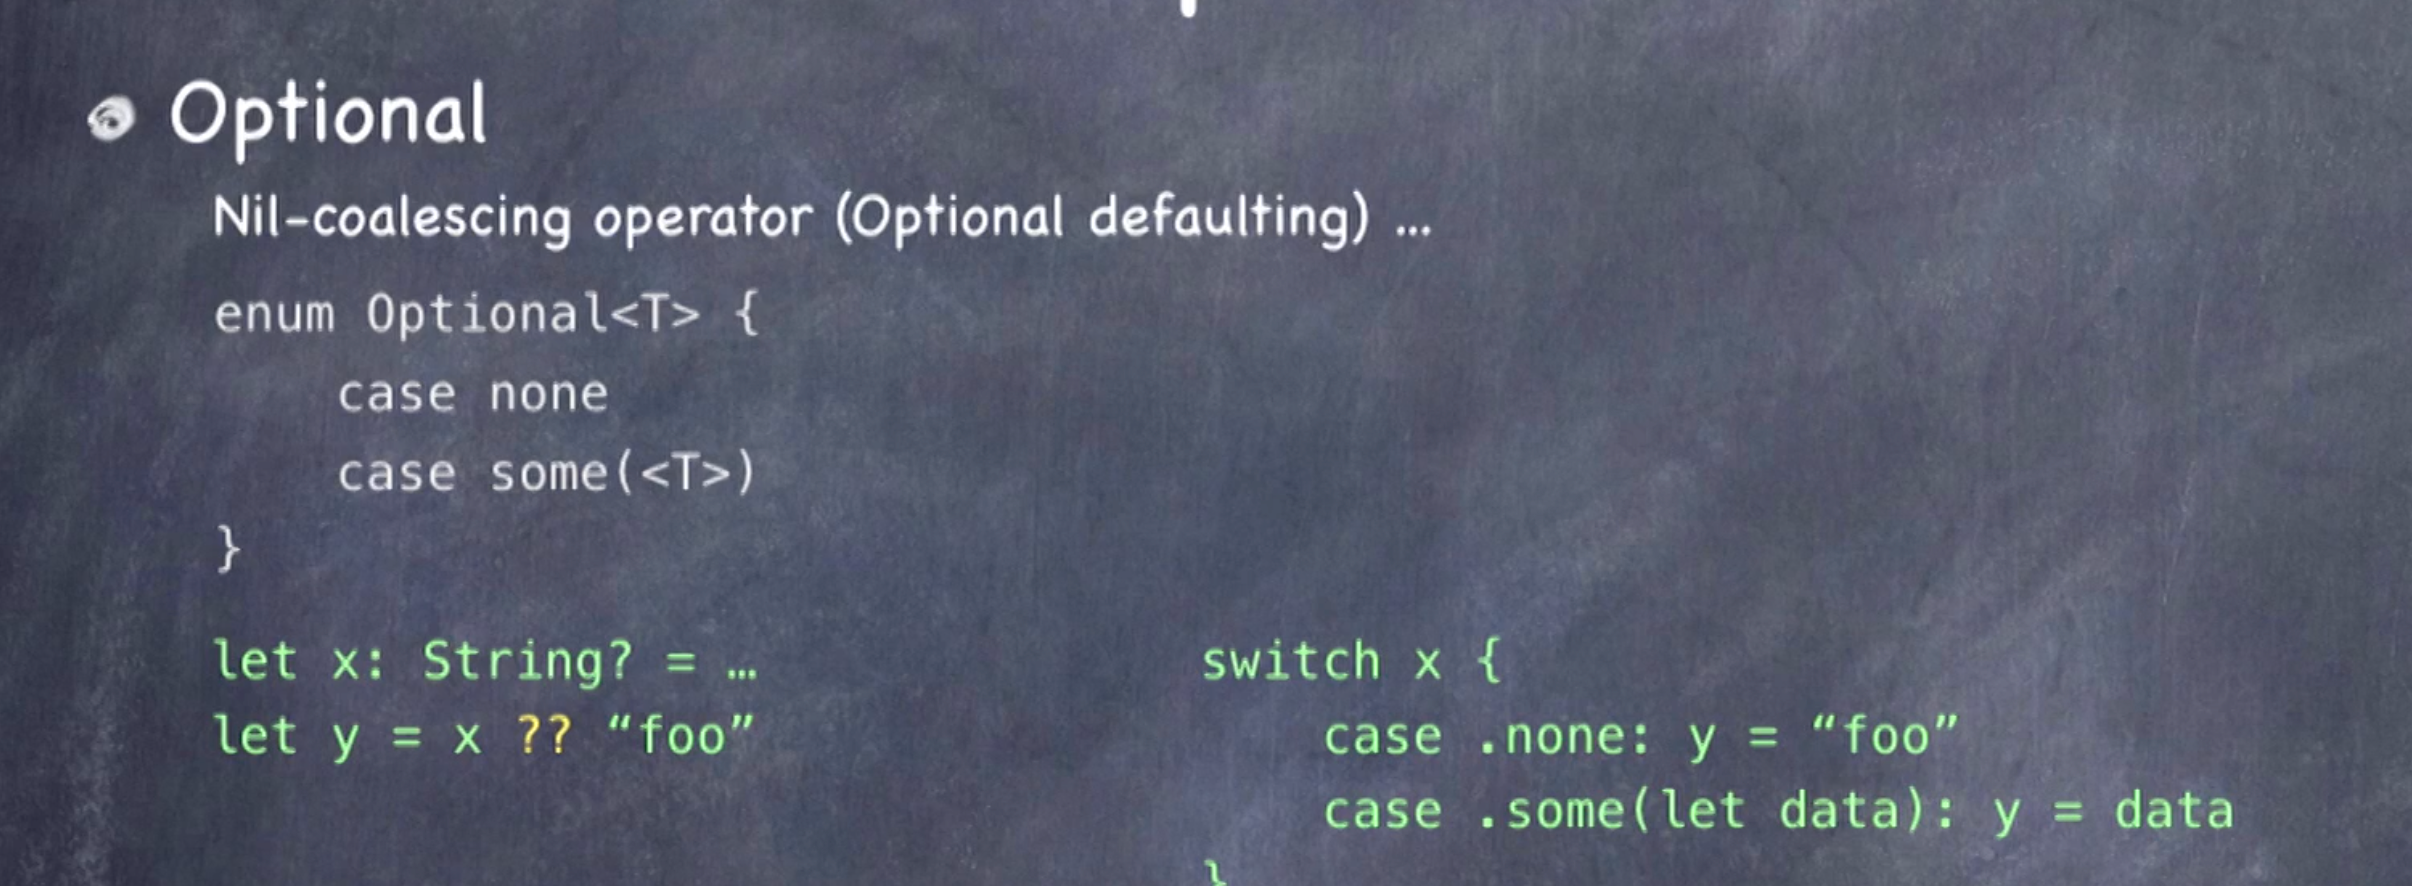 Optional
Nil-coalescing operator (Optional defaulting) …
enum Optional<T> {
    case none
    case some(<T>)
}
let x: String? = …
let y = x ?? “foo”
switch x {
    case .none: y = “foo”
    case .some(let data): y = data
}